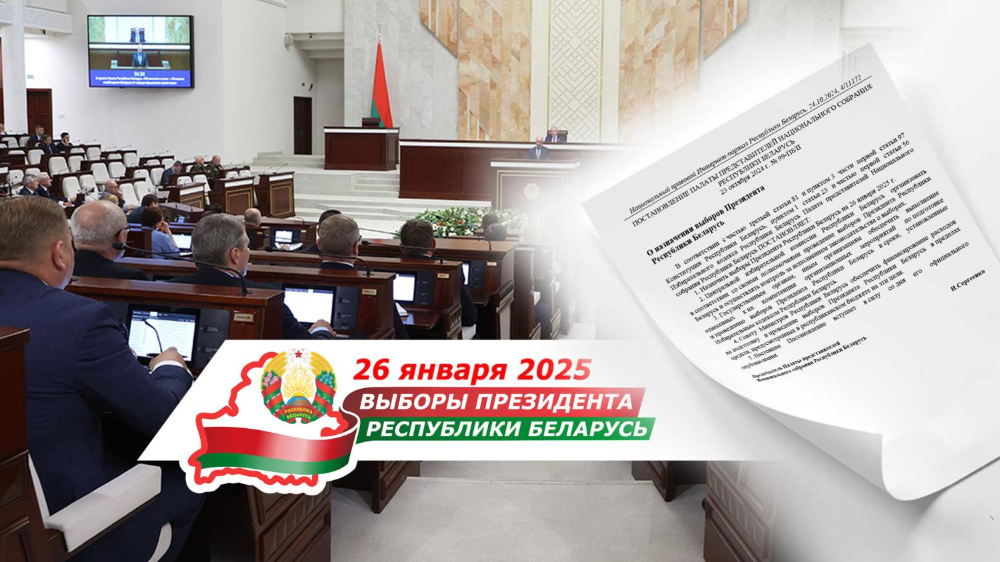 54:34
26 января 2025
ВЫБОРЫ ПРЕЗИДЕНТА
РЕСПУБЛИКИ БЕЛАРУСЬ
РЭСПУБЛІКА
БЕЛАРУСЬ
Национальный правовой Интернет-портал Республики Беларусь, 24.10.2024, 4/11172
ПОСТАНОВЛЕНИЕ ПАЛАТЫ ПРЕДСТАВИТЕЛЕЙ НАЦИОНАЛЬНОГО СОБРАНИЯ
РЕСПУБЛИКИ БЕЛАРУСЬ
23 октября 2024 г. № 99-П8/II
О назначении выборов Президента
Республики Беларусь
В соответствии с частью третьей статьи 81 и пунктом 3 части первой статьи 97
Конституции Республики Беларусь, пунктом 1 статьи 23 и частью первой статьи 56
Избирательного кодекса Республики Беларусь Палата представителей Национального
собрания Республики Беларусь ПОСТАНОВЛЯЕТ:
1. Назначить выборы Президента Республики Беларусь на 26 января 2025 г.
2. Центральной избирательной комиссии Республики Беларусь организовать
в соответствии со своими полномочиями проведение выборов Президента Республики
Беларусь и осуществлять контроль за исполнением законодательства о выборах.
3. Государственным органам, иным организациям обеспечить выполнение
отнесенных к их компетенции организационных мероприятий по подготовке
и проведению выборов Президента Республики Беларусь в сроки, установленные
Избирательным кодексом Республики Беларусь.
4. Совету Министров Республики Беларусь обеспечить финансирование расходов
на подготовку и проведение выборов Президента Республики Беларусь в пределах
средств, предусмотренных в республиканском бюджете на эти цели.
5. Настоящее Постановление вступает в силу со дня его официального
опубликования.
Председатель Палаты представителей
Национального собрания Республики Беларусь
И.Сергеенко